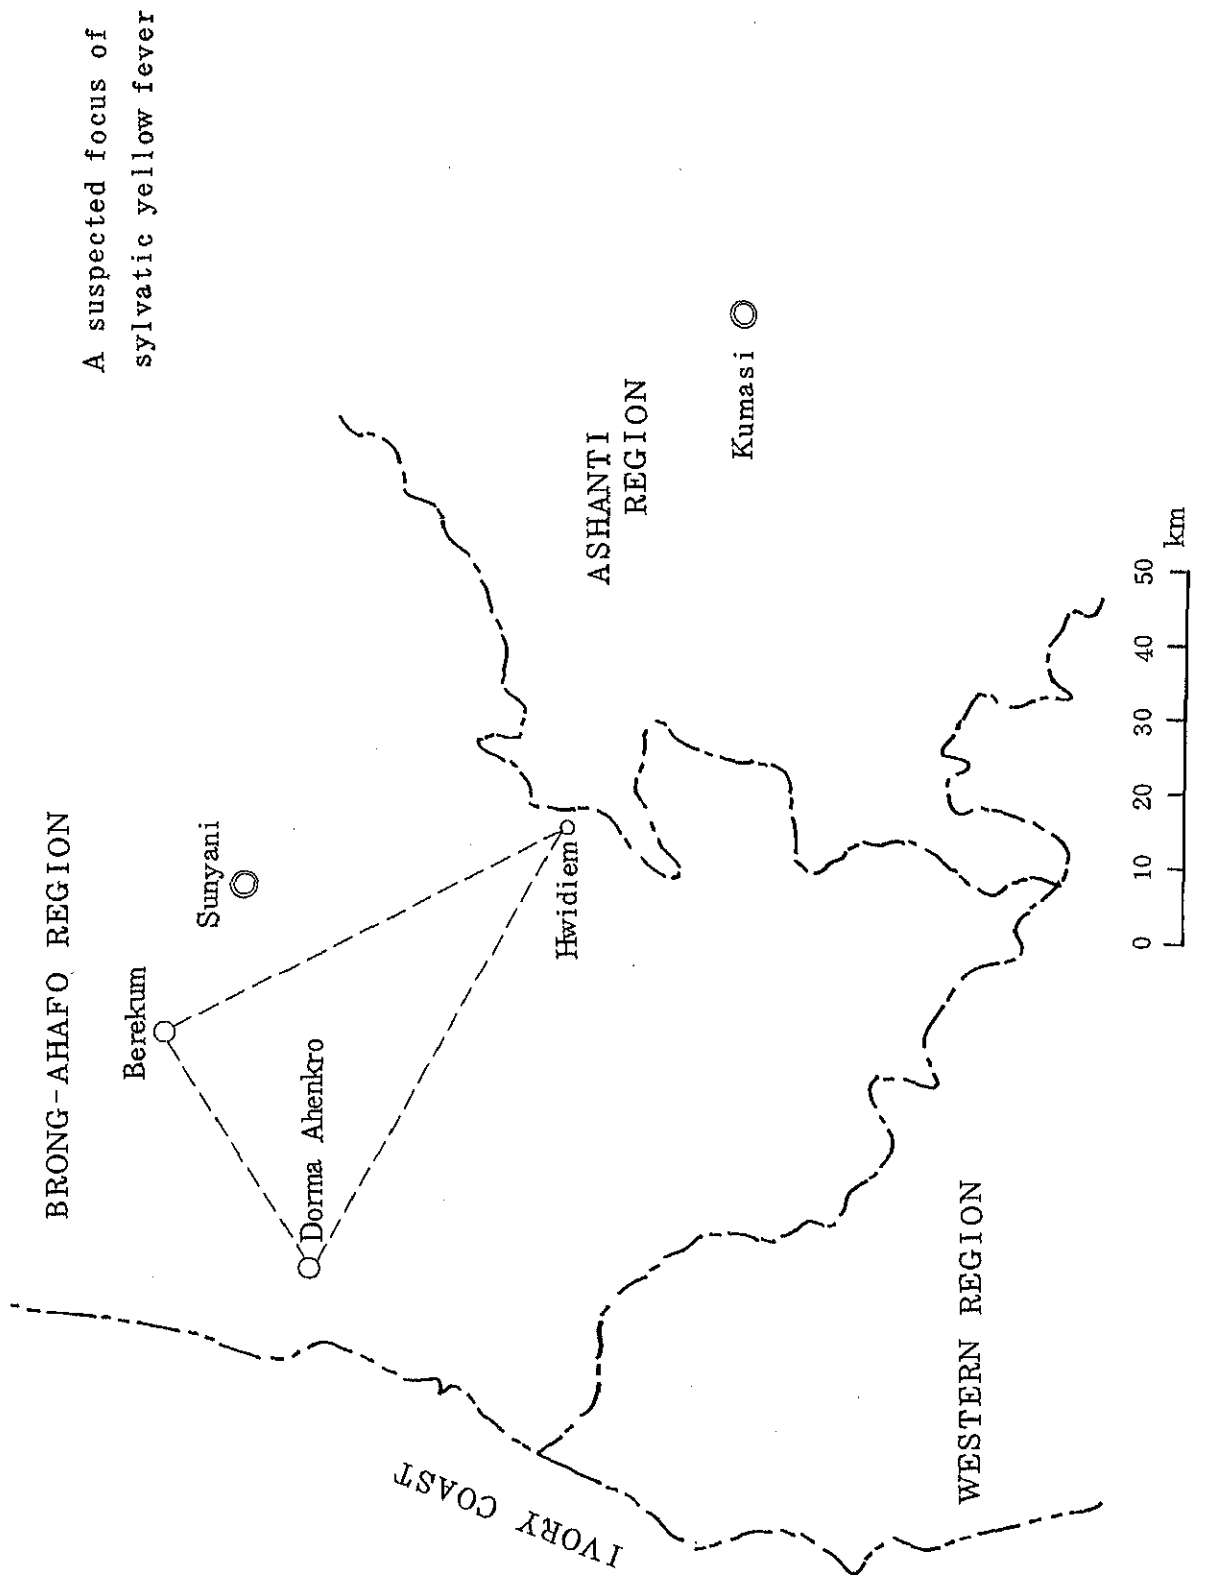 A suspected focus of
sylvatic yellow fever
BRONG-AHAFO REGION
Berekum
Sunyani
Dorma Ahenkro
Hwidiem
ASHANTI
REGION
Kumasi
IVORY COAST
WESTERN REGION
0 10 20 30 40 50
km